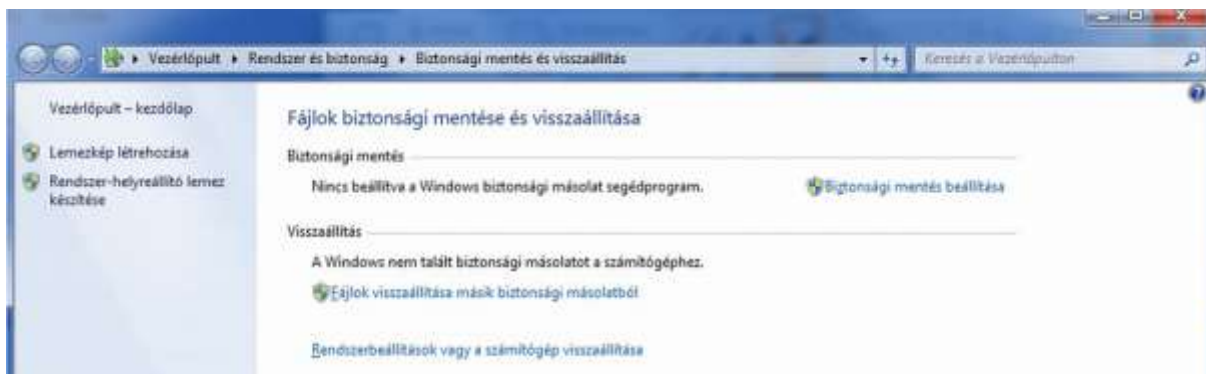 Vezérlőpult ▸ Rendszer és biztonság ▸ Biztonsági mentés és visszaállítás
Keresés a Vezérlőpulton
Vezérlőpult – kezdőlap
Lemezkép létrehozása
Rendszer-helyreállító lemez
készítése
Fájlok biztonsági mentése és visszaállítása
Biztonsági mentés
Nincs beállítva a Windows biztonsági másolat segédprogram.
Biztonsági mentés beállítása
Visszaállítás
A Windows nem talált biztonsági másolatot a számítógéphez.
Fájlok visszaállítása másik biztonsági másolatból
Rendszerbeállítások vagy a számítógép visszaállítása